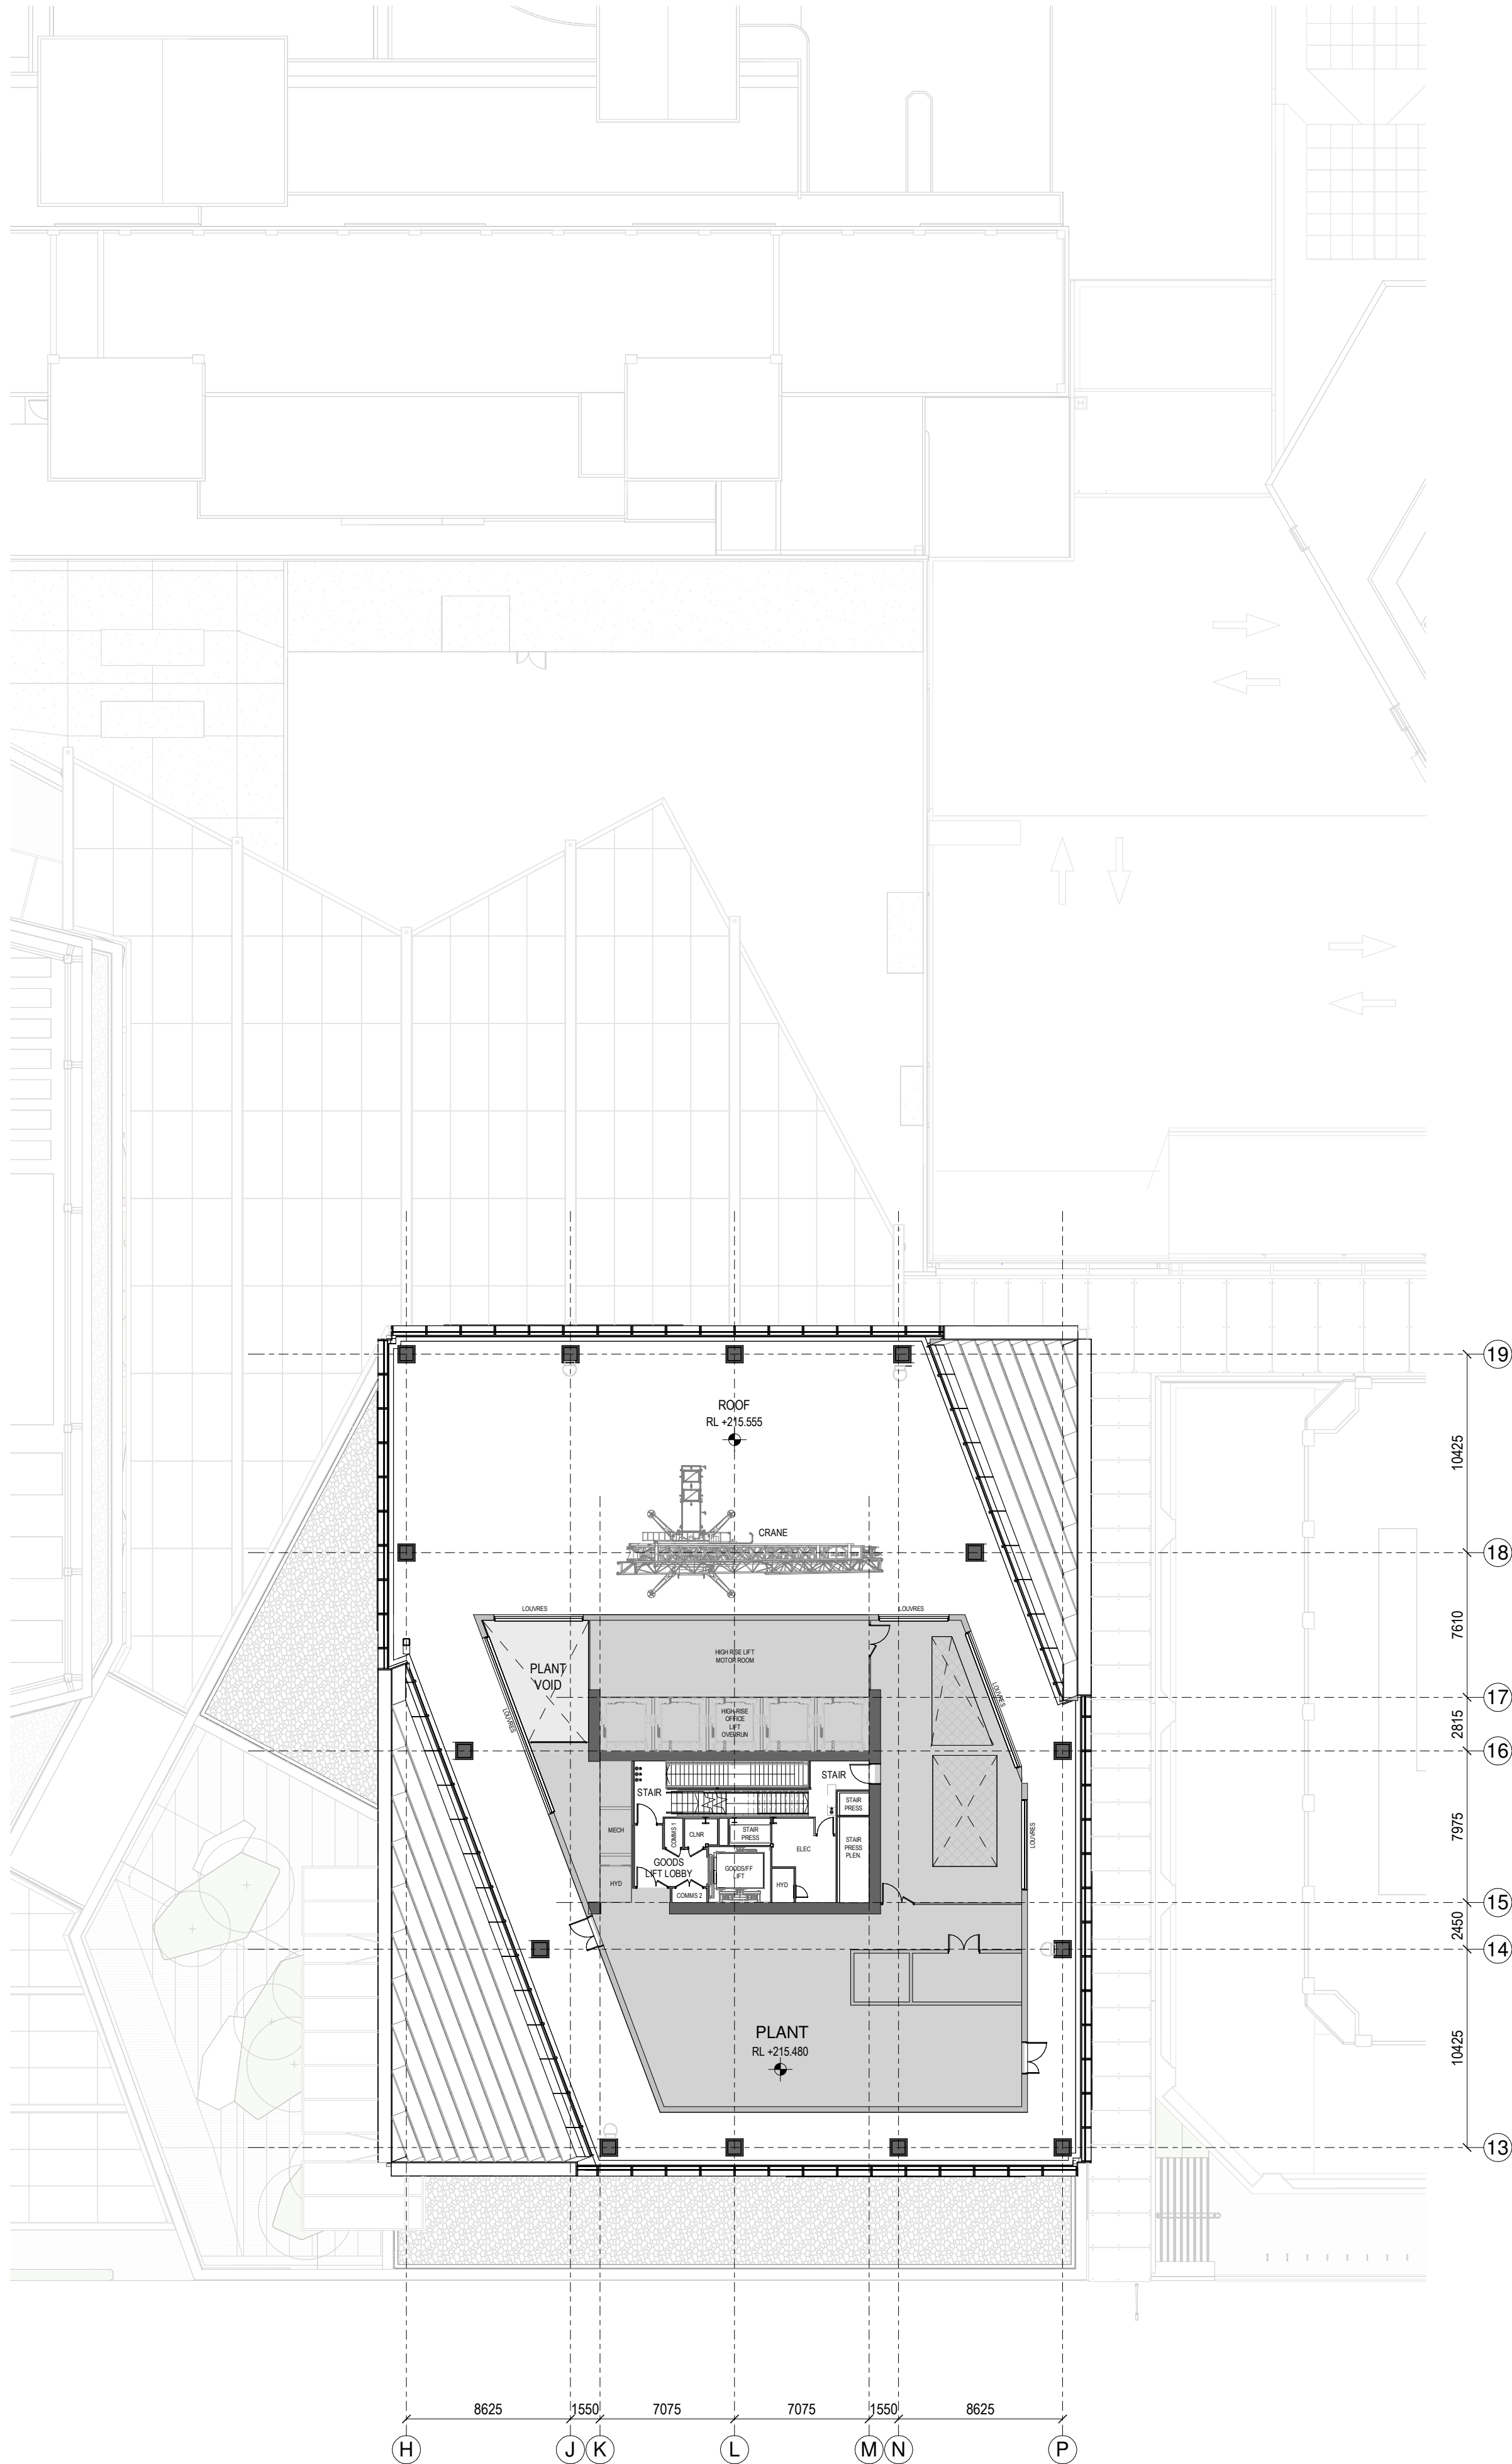 19
10425
ROOF
RL +215.555
CRANE
18
LOUVRES
LOUVRES
7610
HIGH RISE LIFT
MOTOR ROOM
PLANT
VOID
LOUVRES
LOUVRES
17
HIGH-RISE
OFFICE
LIFT
OVERRUN
2815
16
STAIR
STAIR
STAIR
PRESS
MECH
COMMS 1
CLNR
STAIR
PRESS
ELEC
STAIR
PRESS
PLEN.
LOUVRES
7975
GOODS
LIFT LOBBY
GOODS/FF
LIFT
HYD
HYD
COMMS 2
15
2450
14
PLANT
RL +215.480
10425
13
8625
1550
7075
7075
1550
8625
H
J
K
L
M
N
P